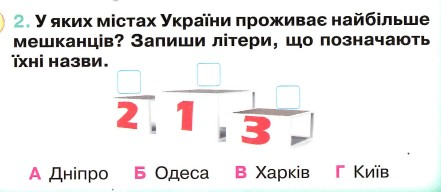 2. У яких містах України проживає найбільше
мешканців? Запиши літери, що позначають
їхні назви.
2 1 3
А Дніпро Б Одеса В Харків Г Київ